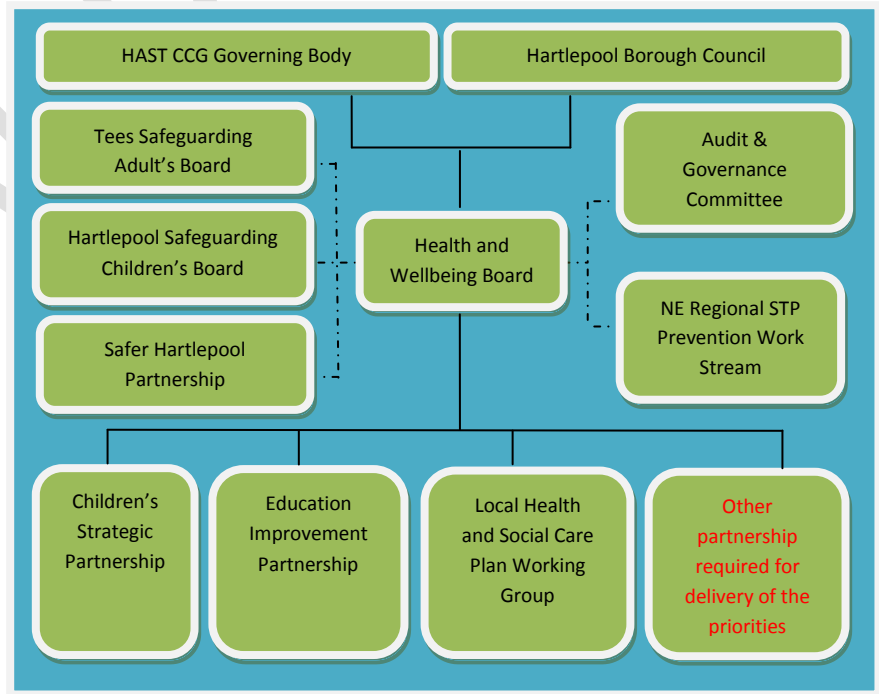 HAST CCG Governing Body
Hartlepool Borough Council
Tees Safeguarding
Adult’s Board
Audit &
Governance
Committee
Hartlepool Safeguarding
Children’s Board
Health and
Wellbeing Board
NE Regional STP
Prevention Work
Stream
Safer Hartlepool
Partnership
Children’s
Strategic
Partnership
Education
Improvement
Partnership
Local Health
and Social Care
Plan Working
Group
Other
partnership
required for
delivery of the
priorities